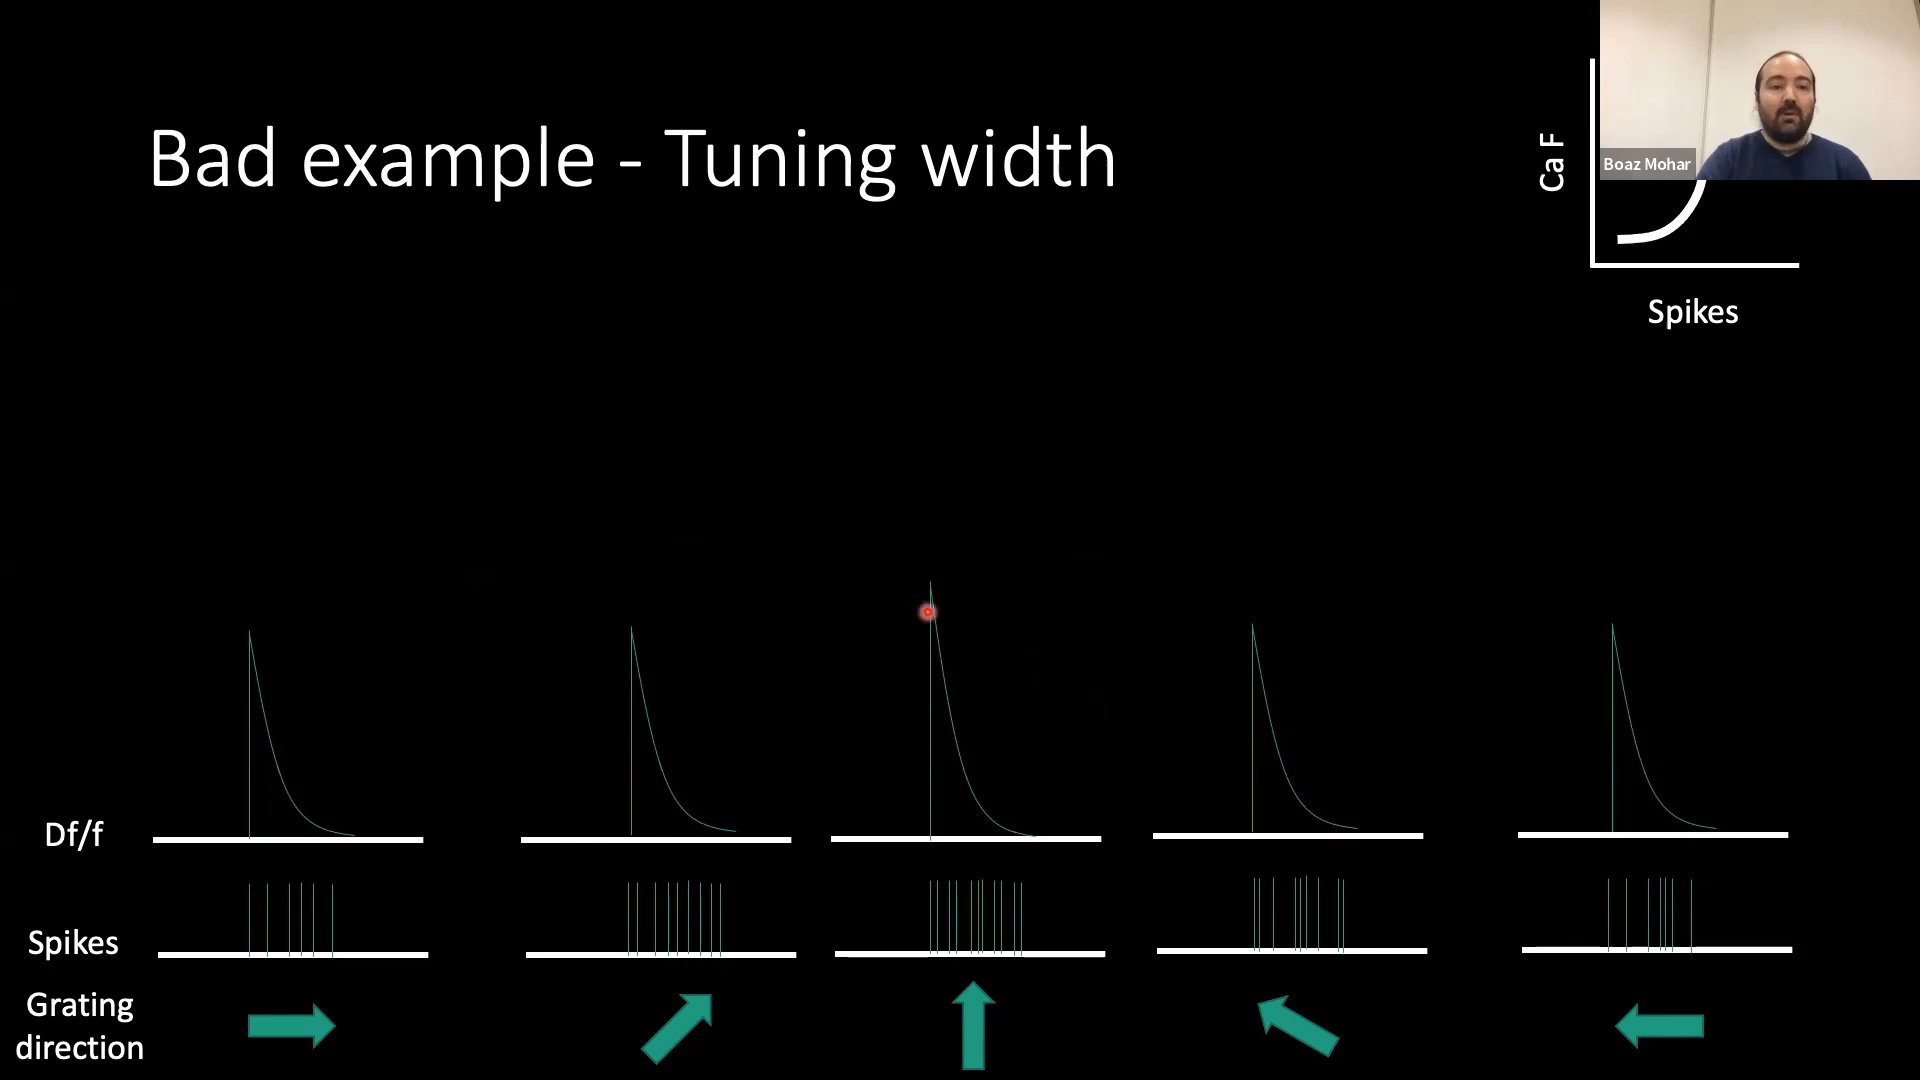 Bad example - Tuning width
Ca F
Boaz Mohar
Spikes
Df/f
Spikes
Grating
direction